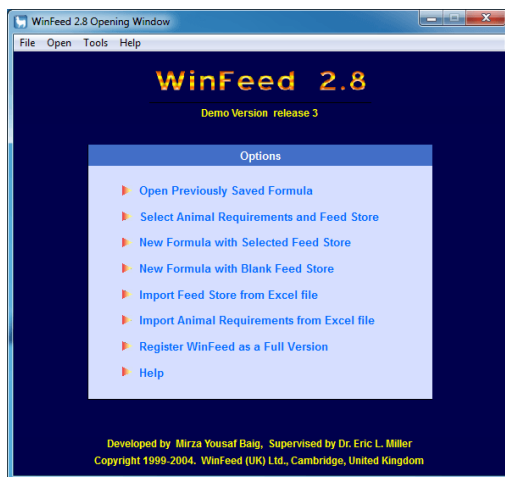 WinFeed 2.8 Opening Window
File Open Tools Help
WinFeed 2.8
Demo Version release 3
Options
Open Previously Saved Formula
Select Animal Requirements and Feed Store
New Formula with Selected Feed Store
New Formula with Blank Feed Store
Import Feed Store from Excel file
Import Animal Requirements from Excel file
Register WinFeed as a Full Version
Help
Developed by Mirza Yousaf Baig, Supervised by Dr. Eric L. Miller
Copyright 1999-2004. WinFeed (UK) Ltd., Cambridge, United Kingdom